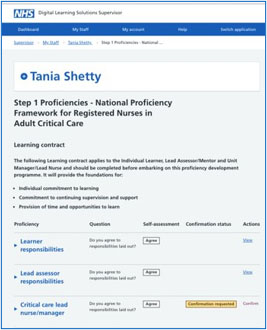 NHS Digital Learning Solutions Supervisor
Dashboard My Staff My account Help Switch application
Supervisor My Staff Tania Shetty Step 1 Proficiencies - National ...
Tania Shetty
Step 1 Proficiencies - National Proficiency
Framework for Registered Nurses in
Adult Critical Care
Learning contract
The following Learning contract applies to the Individual Learner, Lead Assessor/Mentor and Unit
Manager/Lead Nurse and should be completed before embarking on this proficiency development
programme. It will provide the foundations for:
• Individual commitment to learning
• Commitment to continuing supervision and support
• Provision of time and opportunities to learn
Proficiency Question Self-assessment Confirmation status Actions
Learner Do you agree to Agree View
responsibilities responsibilities laid out?
Lead assessor Do you agree to Agree View
responsibilities responsibilities laid out?
Critical care lead Do you agree to Agree Confirmation requested Confirm
nurse/manager responsibilities laid out?